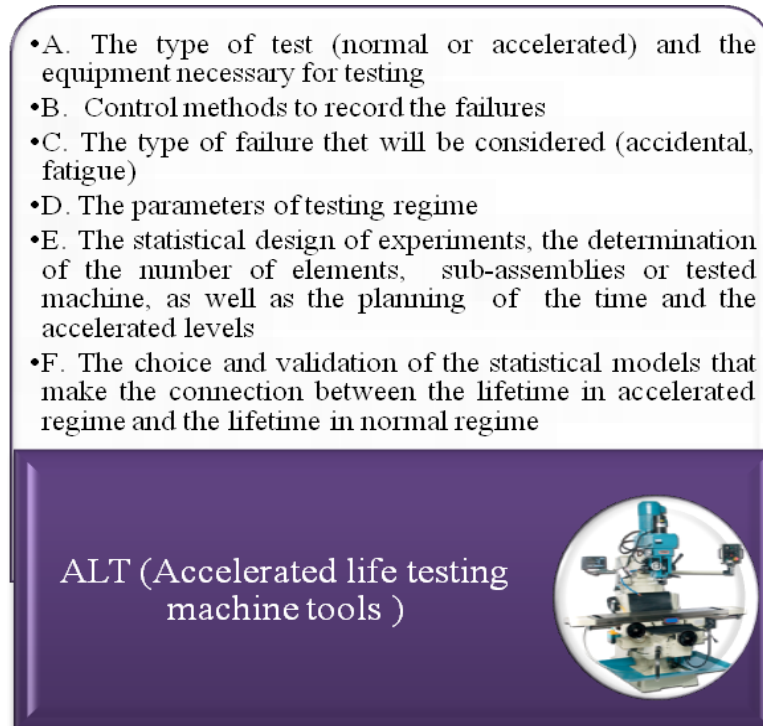 •A. The type of test (normal or accelerated) and the
equipment necessary for testing
•B. Control methods to record the failures
•C. The type of failure thet will be considered (accidental,
fatigue)
•D. The parameters of testing regime
•E. The statistical design of experiments, the determination
of the number of elements, sub-assemblies or tested
machine, as well as the planning of the time and the
accelerated levels
•F. The choice and validation of the statistical models that
make the connection between the lifetime in accelerated
regime and the lifetime in normal regime
ALT (Accelerated life testing
machine tools )